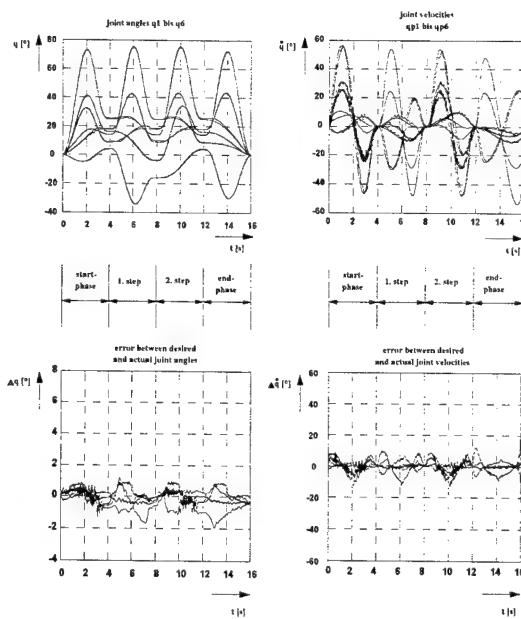 joint angles q1 bis q6
q [°]
80
60
40
20
0
-20
-40
0 2 4 6 8 10 12 14 16
t [s]
joint velocities
qp1 bis qp6
q̇ [°]
60
40
20
0
-20
-40
-60
0 2 4 6 8 10 12 14 16
t [s]
start-
phase
1. step
2. step
end-
phase
start-
phase
1. step
2. step
end-
phase
error between desired
and actual joint angles
Δq [°]
8
6
4
2
0
-2
-4
0 2 4 6 8 10 12 14 16
t [s]
error between desired
and actual joint velocities
Δq̇ [°]
60
40
20
0
-20
-40
-60
0 2 4 6 8 10 12 14 16
t [s]